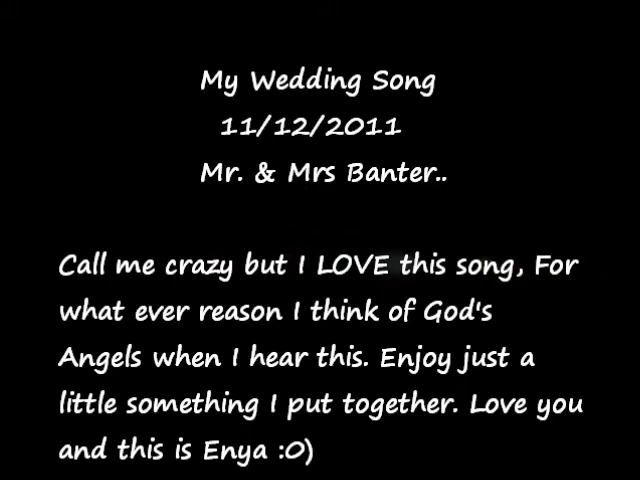 My Wedding Song
11/12/2011
Mr. & Mrs Banter..
Call me crazy but I LOVE this song, For
what ever reason I think of God's
Angels when I hear this. Enjoy just a
little something I put together. Love you
and this is Enya :0)